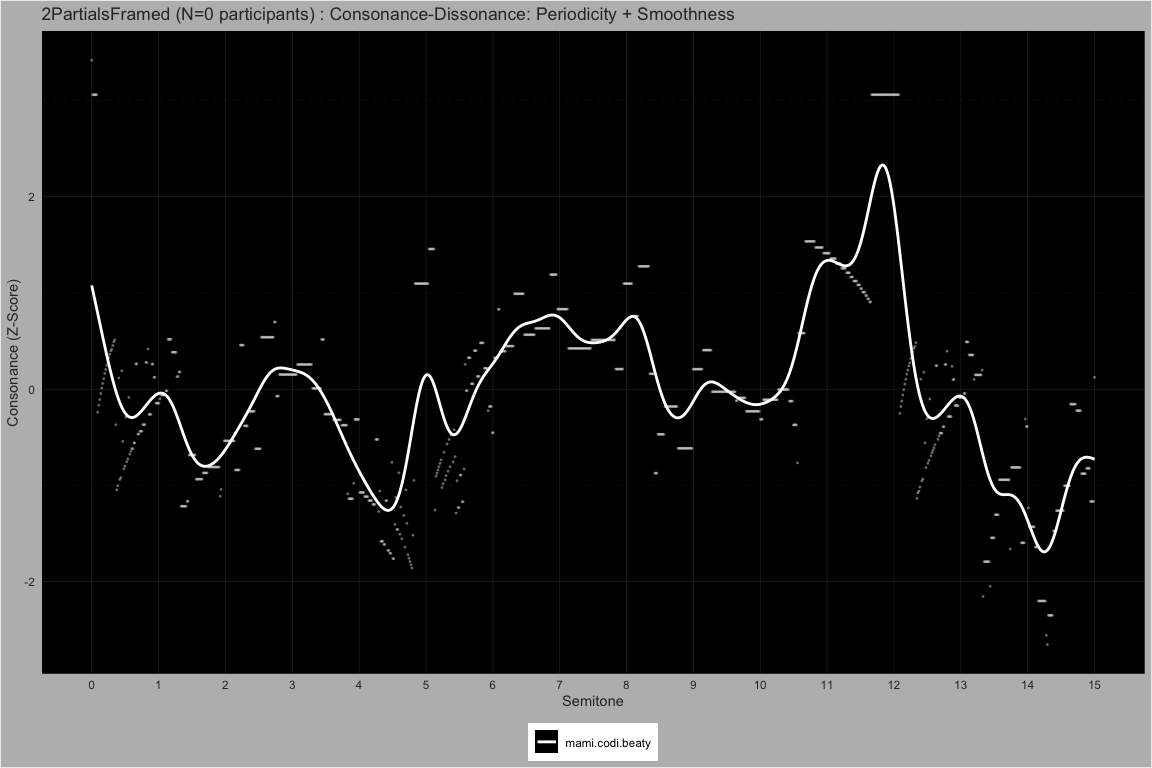 2PartialsFramed (N=0 participants) : Consonance-Dissonance: Periodicity + Smoothness
Consonance (Z-Score)
2
0
-2
0 1 2 3 4 5 6 7 8 9 10 11 12 13 14 15
Semitone
mami.codi.beaty